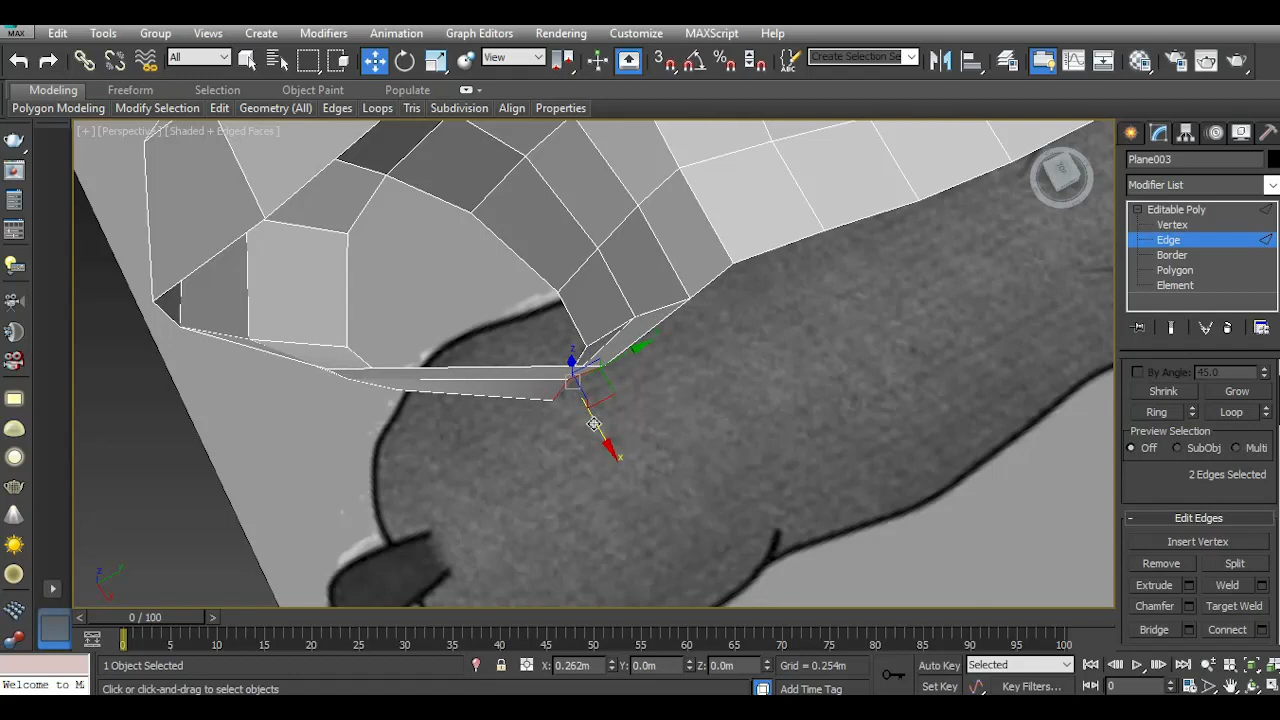 MAX
Edit Tools Group Views Create Modifiers Animation Graph Editors Rendering Customize MAXScript Help
All View 3 Create Selection Se
ABC
Modeling Freeform Selection Object Paint Populate
Polygon Modeling Modify Selection Edit Geometry (All) Edges Loops Tris Subdivision Align Properties
[+] [Perspective] [Shaded + Edged Faces]
TOP
z
x
z y
Plane003
Modifier List
Editable Poly
Vertex
Edge
Border
Polygon
Element
By Angle: 45.0
Shrink Grow
Ring Loop
Preview Selection
Off SubObj Multi
2 Edges Selected
- Edit Edges
Insert Vertex
Remove Split
Extrude Weld
Chamfer Target Weld
Bridge Connect
< 0 / 100 >
0 5 10 15 20 25 30 35 40 45 50 55 60 65 70 75 80 85 90 95 100
1 Object Selected X: 0.262m Y: 0.0m Z: 0.0m Grid = 0.254m Auto Key Selected
Welcome to M
Click or click-and-drag to select objects Add Time Tag Set Key Key Filters... 0